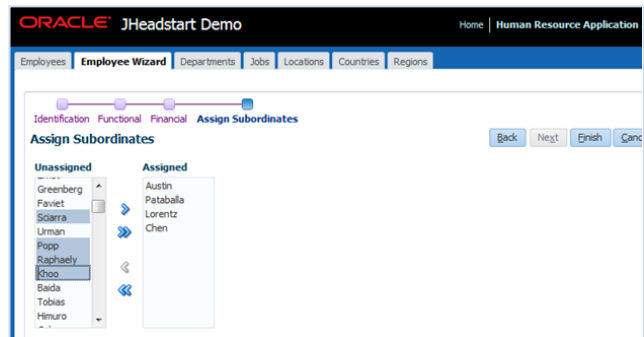 ORACLE JHeadstart Demo Home Human Resource Application
Employees Employee Wizard Departments Jobs Locations Countries Regions
Identification Functional Financial Assign Subordinates
Assign Subordinates Back Next Finish Canc
Unassigned Assigned
Greenberg
Faviet
Sciarra
Urman
Popp
Raphaely
Khoo
Baida
Tobias
Himuro
Austin
Pataballa
Lorentz
Chen